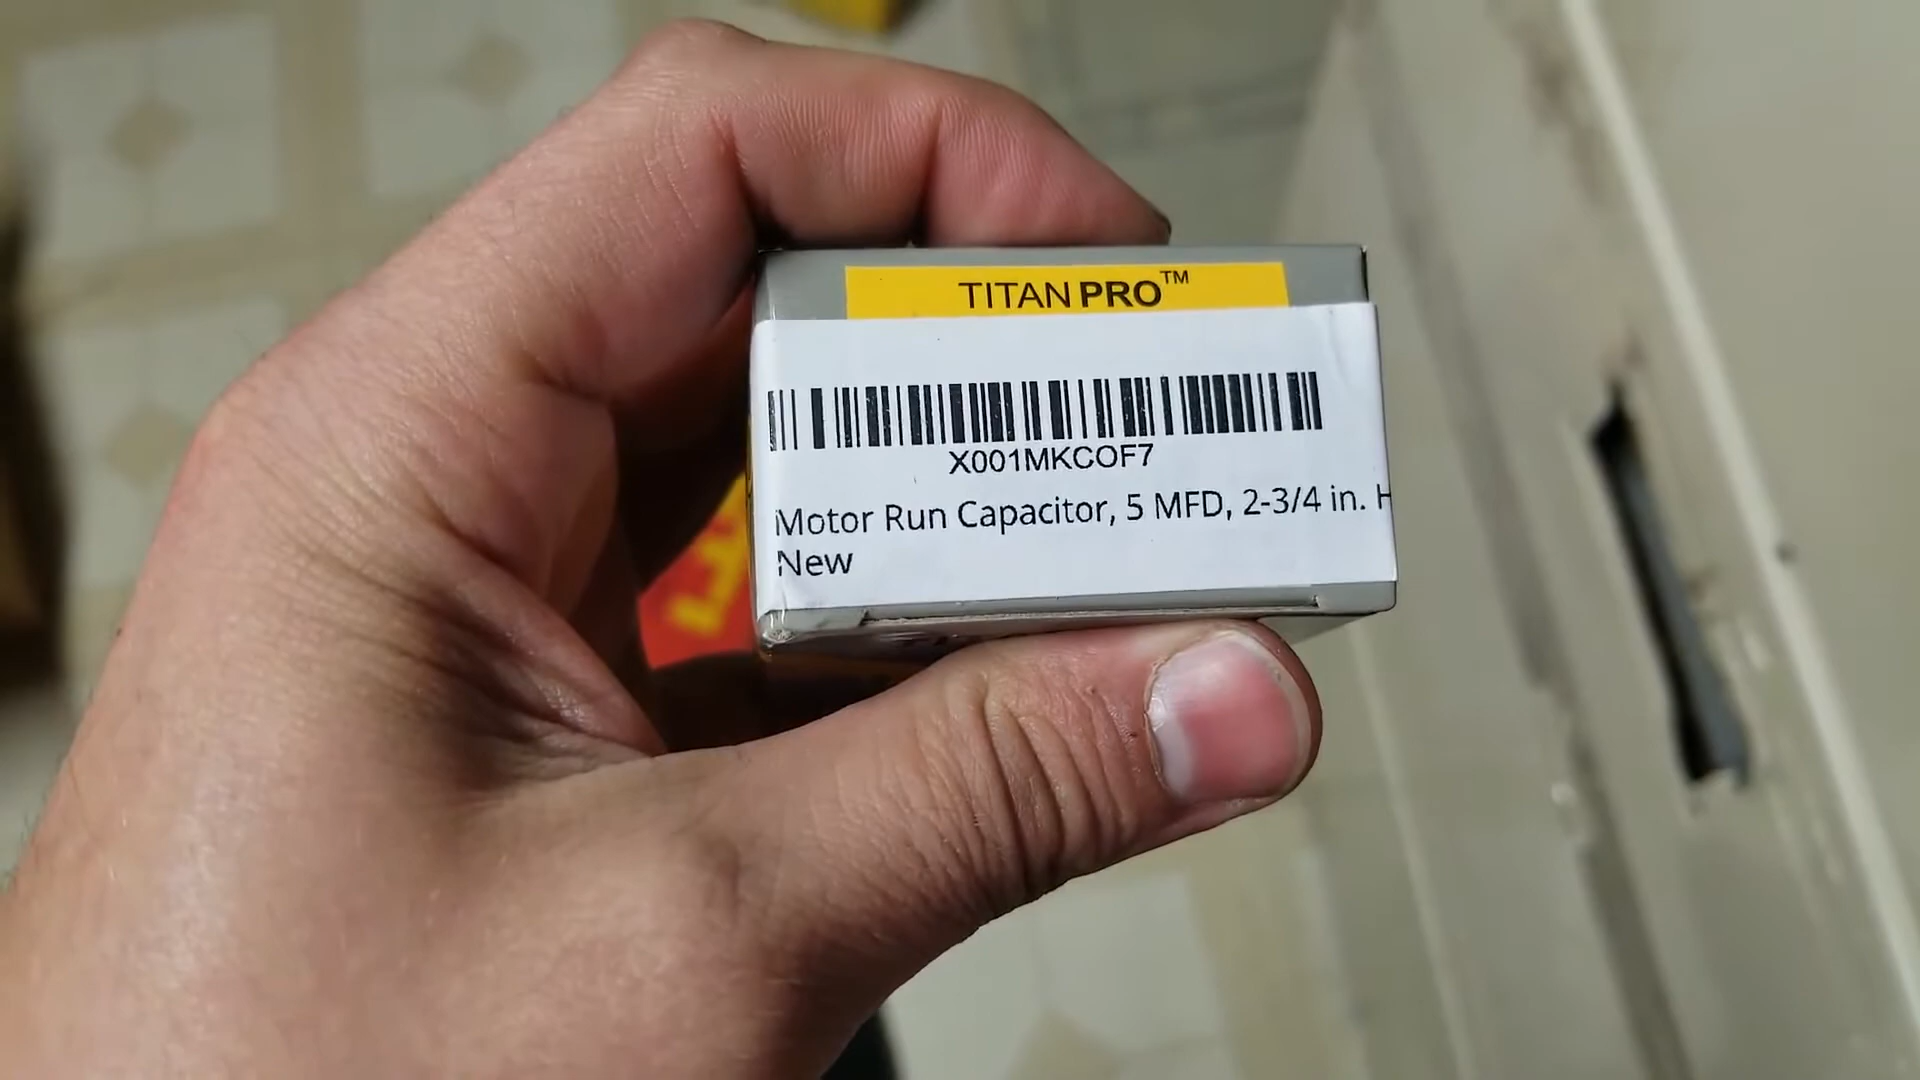 TITAN PRO™
X001MKCOF7
Motor Run Capacitor, 5 MFD, 2-3/4 in. H
New